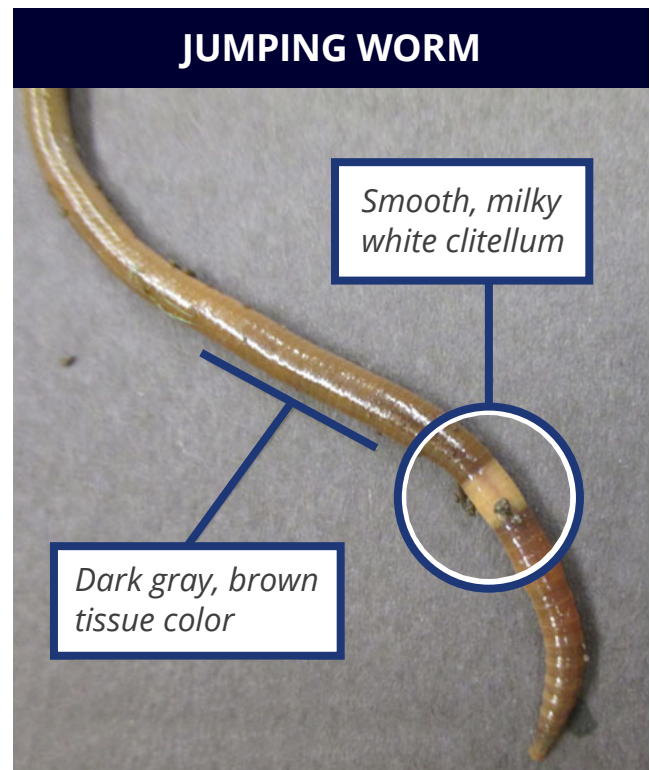 JUMPING WORM
Smooth, milky
white clitellum
Dark gray, brown
tissue color